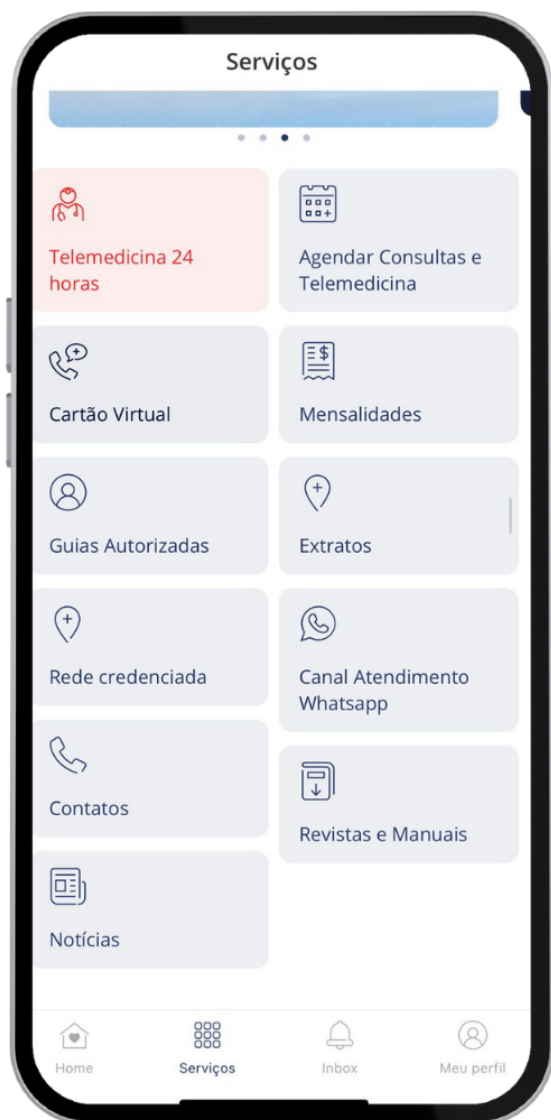 Serviços
Telemedicina 24
horas
Agendar Consultas e
Telemedicina
Cartão Virtual
Mensalidades
Guias Autorizadas
Extratos
Rede credenciada
Canal Atendimento
Whatsapp
Contatos
Revistas e Manuais
Notícias
Home
Serviços
Inbox
Meu perfil